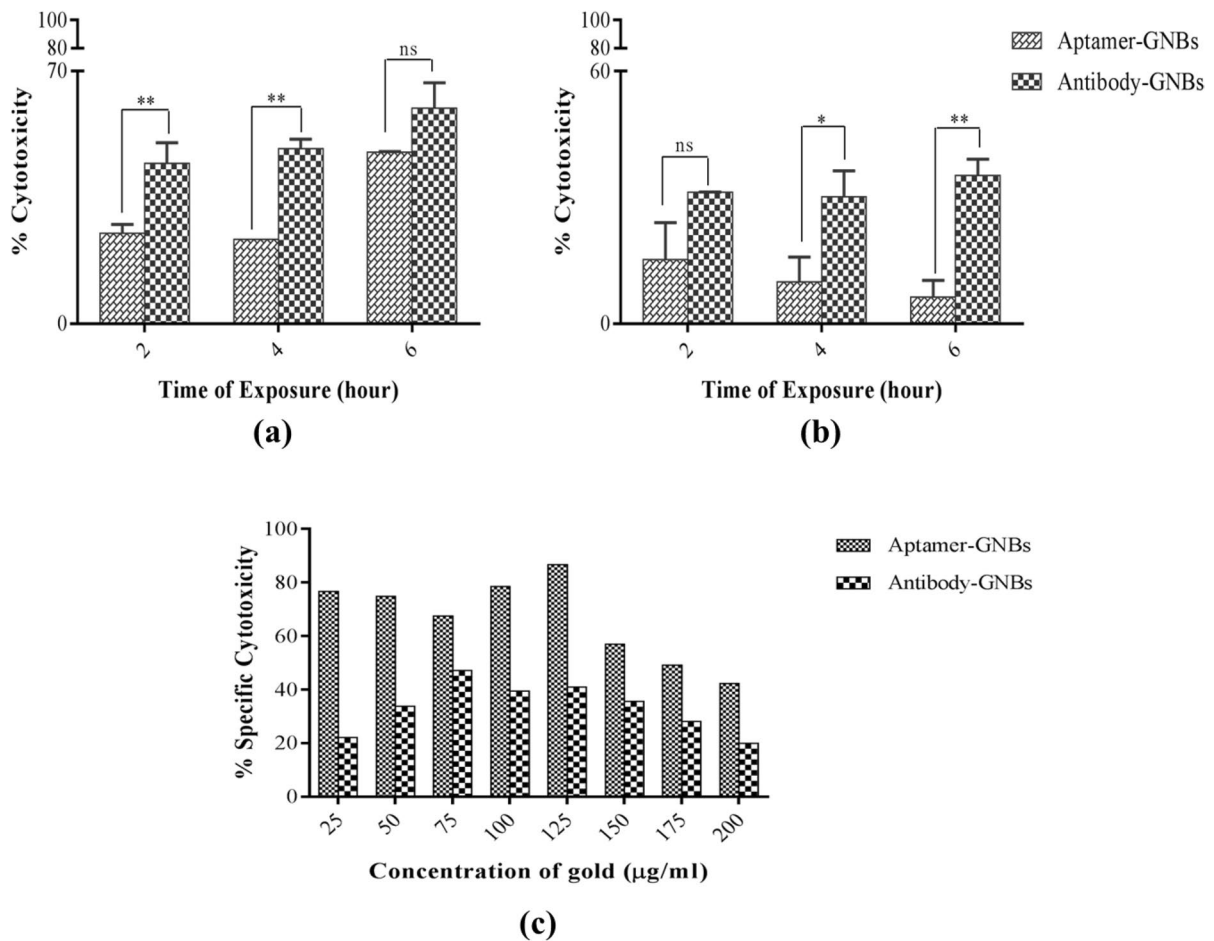 100
80
70
0
% Cytotoxicity
**
**
ns
2
4
6
Time of Exposure (hour)
(a)
100
80
60
0
% Cytotoxicity
ns
*
**
2
4
6
Time of Exposure (hour)
(b)
Aptamer-GNBs
Antibody-GNBs
100
80
60
40
20
0
% Specific Cytotoxicity
25
50
75
100
125
150
175
200
Concentration of gold (μg/ml)
(c)
Aptamer-GNBs
Antibody-GNBs